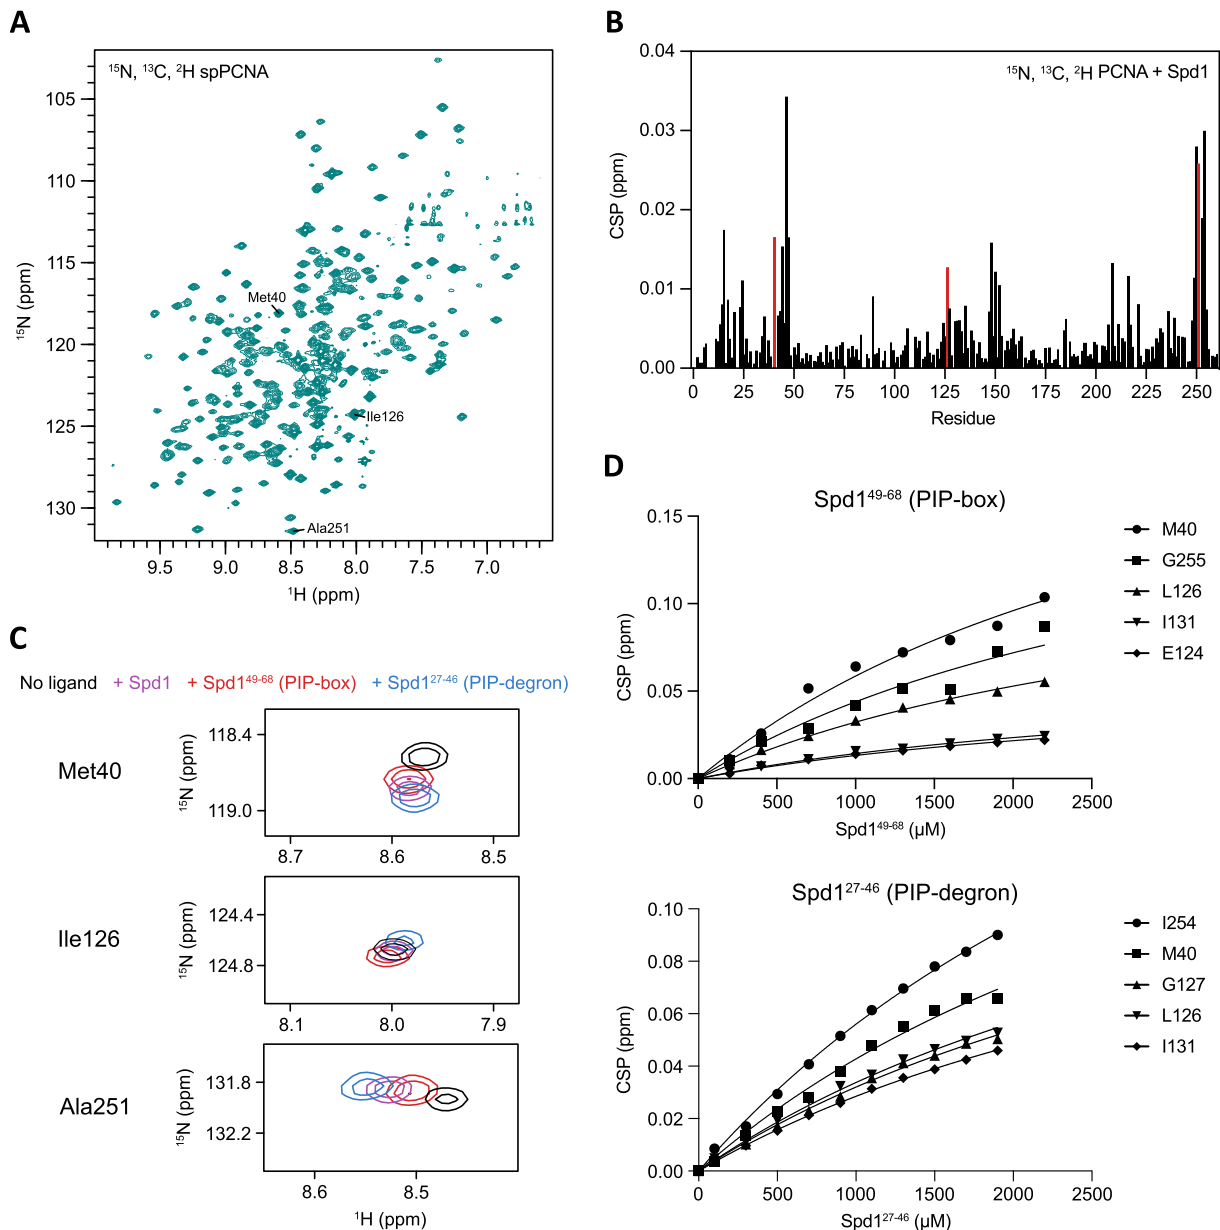 A
¹⁵N, ¹³C, ²H spPCNA
105
110
115
120
125
130
¹⁵N (ppm)
Met40
Ile126
Ala251
9.5 9.0 8.5 8.0 7.5 7.0
¹H (ppm)
B
¹⁵N, ¹³C, ²H PCNA + Spd1
0.04
0.03
0.02
0.01
0.00
CSP (ppm)
0 25 50 75 100 125 150 175 200 225 250
Residue
C
No ligand + Spd1 + Spd1⁴⁹⁻⁶⁸ (PIP-box) + Spd1²⁷⁻⁴⁶ (PIP-degron)
Met40
¹⁵N (ppm)
118.4
119.0
8.7 8.6 8.5
Ile126
¹⁵N (ppm)
124.4
124.8
8.1 8.0 7.9
Ala251
¹⁵N (ppm)
131.8
132.2
8.6 8.5
¹H (ppm)
D
Spd1⁴⁹⁻⁶⁸ (PIP-box)
0.15
0.10
0.05
0.00
CSP (ppm)
0 500 1000 1500 2000 2500
Spd1⁴⁹⁻⁶⁸ (µM)
M40
G255
L126
I131
E124
Spd1²⁷⁻⁴⁶ (PIP-degron)
0.10
0.08
0.06
0.04
0.02
0.00
CSP (ppm)
0 500 1000 1500 2000 2500
Spd1²⁷⁻⁴⁶ (µM)
I254
M40
G127
L126
I131